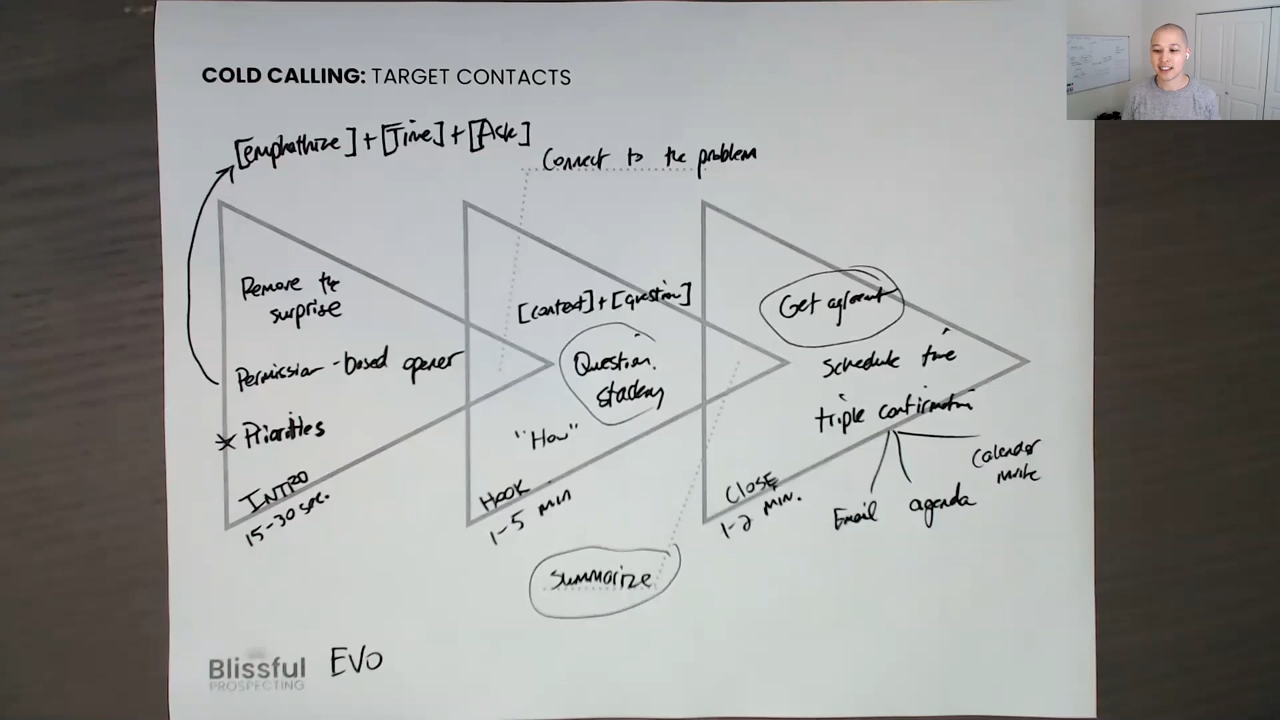 COLD CALLING: TARGET CONTACTS
[emphathize] + [Time] + [Ask]
Connect to the problem
Remove the
surprise
Permission-based opener
* Priorities
INTRO
15-30 sec.
[context] + [question]
Question
stacking
"How"
HOOK
1-5 min
Get agreement
Schedule time
triple confirmation
CLOSE
1-2 min.
Email
agenda
Calendar
invite
Summarize
Blissful
PROSPECTING
EVO